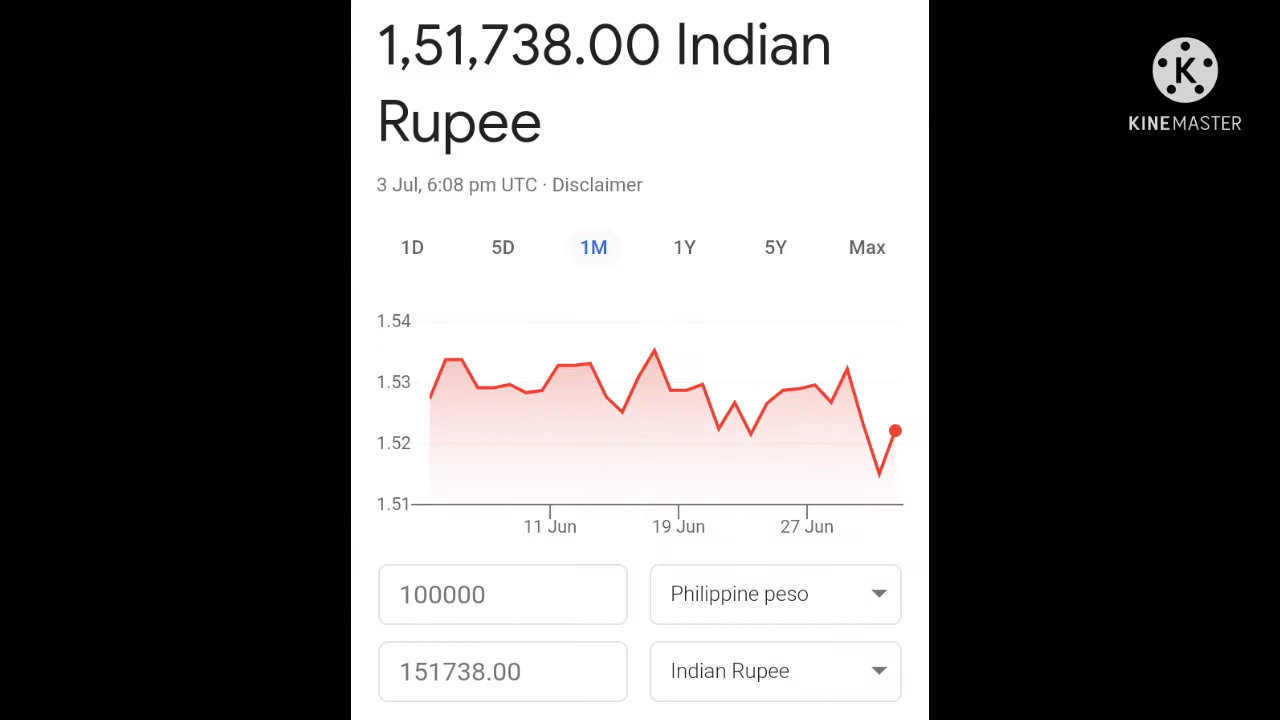 1,51,738.00 Indian
Rupee
3 Jul, 6:08 pm UTC · Disclaimer
1D 5D 1M 1Y 5Y Max
1.54
1.53
1.52
1.51
11 Jun 19 Jun 27 Jun
100000 Philippine peso
151738.00 Indian Rupee
K
KINEMASTER